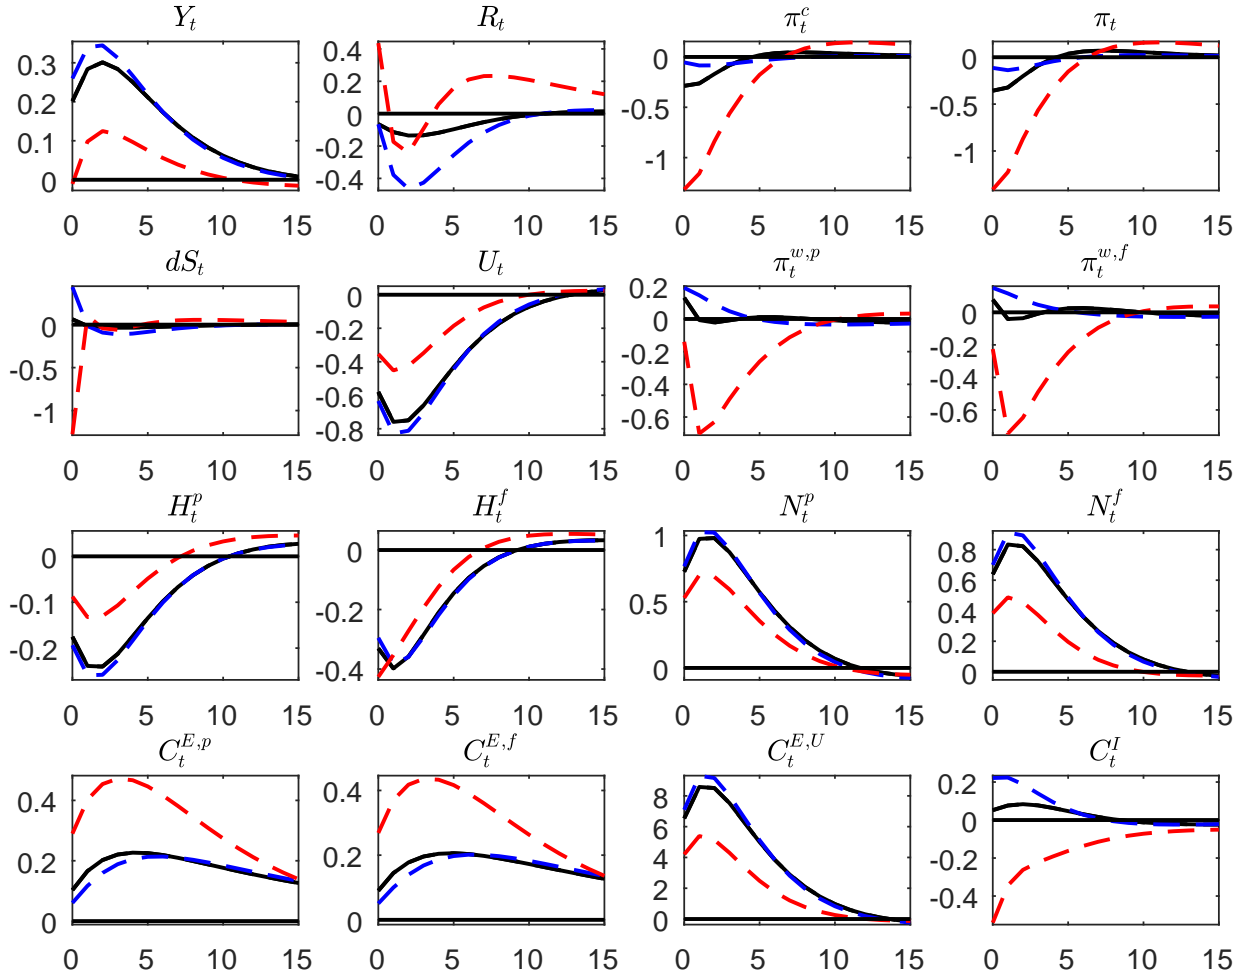 $Y_t$ $R_t$ $\pi_t^c$ $\pi_t$
0.3 0.2 0.1 0
0.4 0.2 0 -0.2 -0.4
0 -0.5 -1
0 -0.5 -1
0 5 10 15 0 5 10 15 0 5 10 15 0 5 10 15
$dS_t$ $U_t$ $\pi_t^{w,p}$ $\pi_t^{w,f}$
0 -0.5 -1
0 -0.2 -0.4 -0.6 -0.8
0.2 0 -0.2 -0.4 -0.6
0 -0.2 -0.4 -0.6
0 5 10 15 0 5 10 15 0 5 10 15 0 5 10 15
$H_t^p$ $H_t^f$ $N_t^p$ $N_t^f$
0 -0.1 -0.2
0 -0.2 -0.4
1 0.5 0
0.8 0.6 0.4 0.2 0
0 5 10 15 0 5 10 15 0 5 10 15 0 5 10 15
$C_t^{E,p}$ $C_t^{E,f}$ $C_t^{E,U}$ $C_t^I$
0.4 0.2 0
0.4 0.2 0
8 6 4 2 0
0.2 0 -0.2 -0.4
0 5 10 15 0 5 10 15 0 5 10 15 0 5 10 15